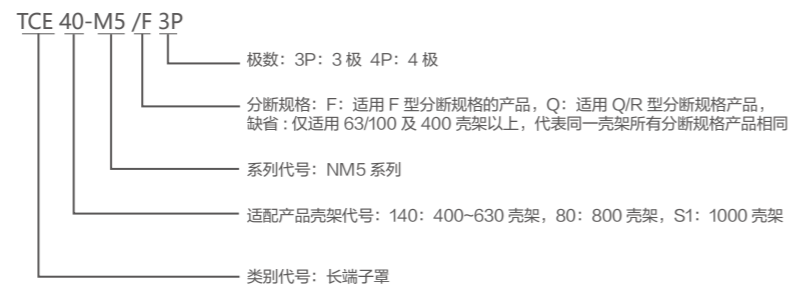 TCE 40-M5 /F 3P
极数：3P：3 极 4P：4 极
分断规格：F：适用 F 型分断规格的产品，Q：适用 Q/R 型分断规格产品，
缺省：仅适用 63/100 及 400 壳架以上，代表同一壳架所有分断规格产品相同
系列代号：NM5 系列
适配产品壳架代号：140：400~630 壳架，80：800 壳架，S1：1000 壳架
类别代号：长端子罩